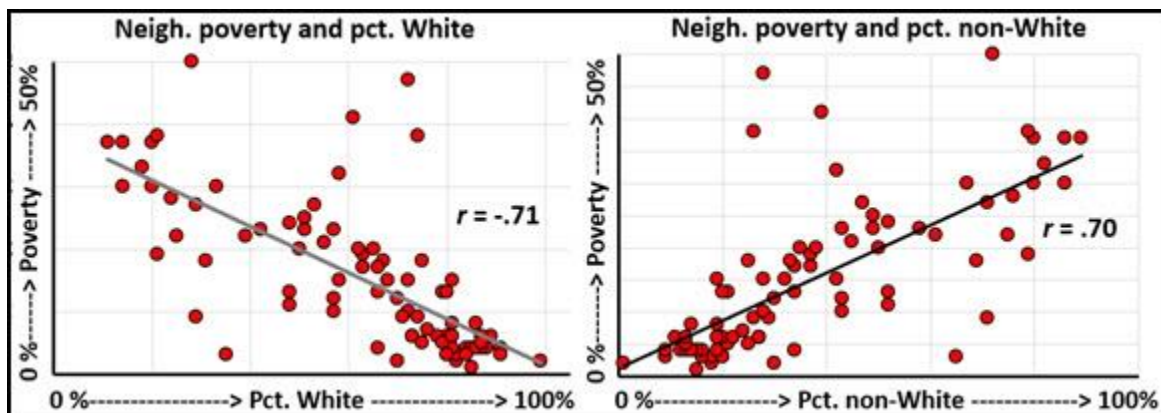 Neigh. poverty and pct. White
0 %-----> Poverty ------> 50%
r = -.71
0 %----------------> Pct. White ---------> 100%
Neigh. poverty and pct. non-White
0 %-----> Poverty ------> 50%
r = .70
0 %----------------> Pct. non-White ---------> 100%